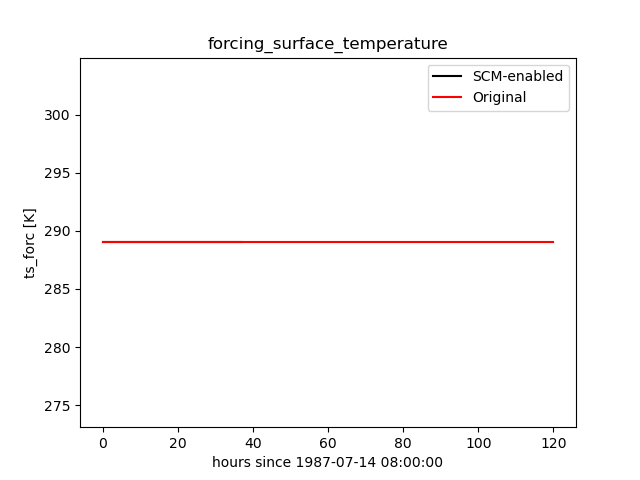 forcing_surface_temperature
SCM-enabled
Original
ts_forc [K]
300
295
290
285
280
275
0 20 40 60 80 100 120
hours since 1987-07-14 08:00:00